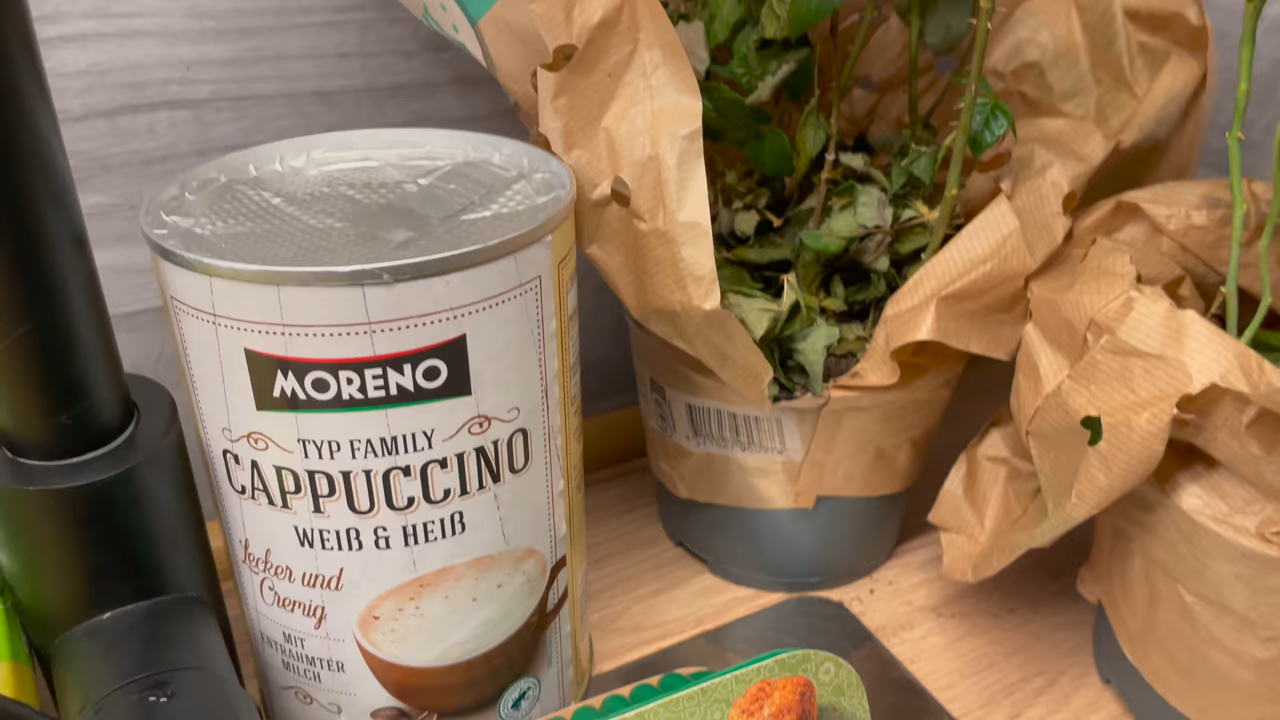 MORENO
TYP FAMILY
CAPPUCCINO
WEIẞ & HEIẞ
Lecker und
Cremig
MIT
ENTRAHMTER
MILCH